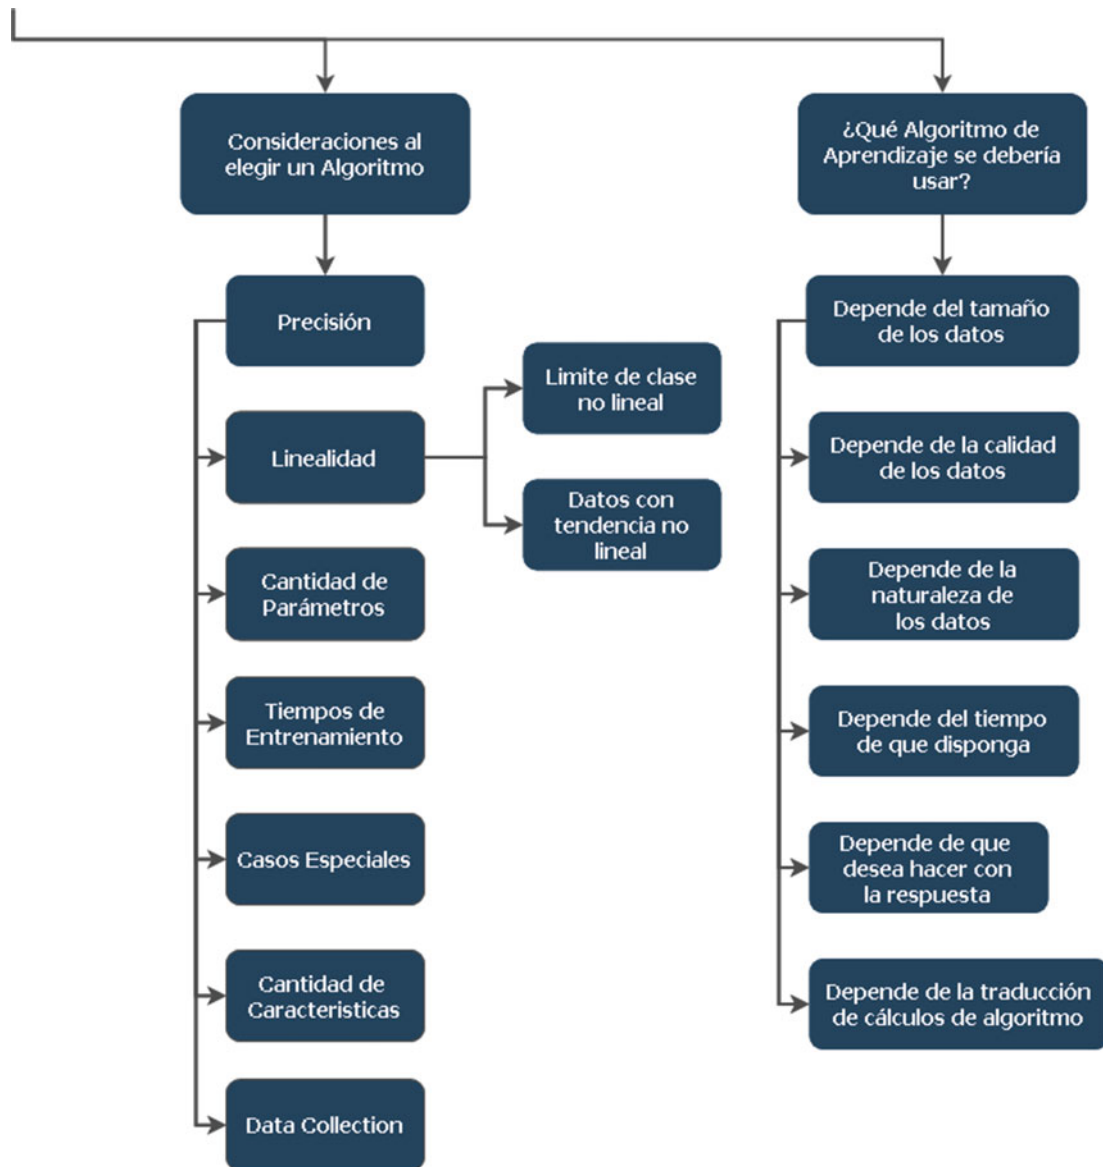 Consideraciones al
elegir un Algoritmo
Precisión
Linealidad
Limite de clase
no lineal
Datos con
tendencia no
lineal
Cantidad de
Parámetros
Tiempos de
Entrenamiento
Casos Especiales
Cantidad de
Caracteristicas
Data Collection
¿Qué Algoritmo de
Aprendizaje se debería
usar?
Depende del tamaño
de los datos
Depende de la calidad
de los datos
Depende de la
naturaleza de
los datos
Depende del tiempo
de que disponga
Depende de que
desea hacer con
la respuesta
Depende de la traducción
de cálculos de algoritmo